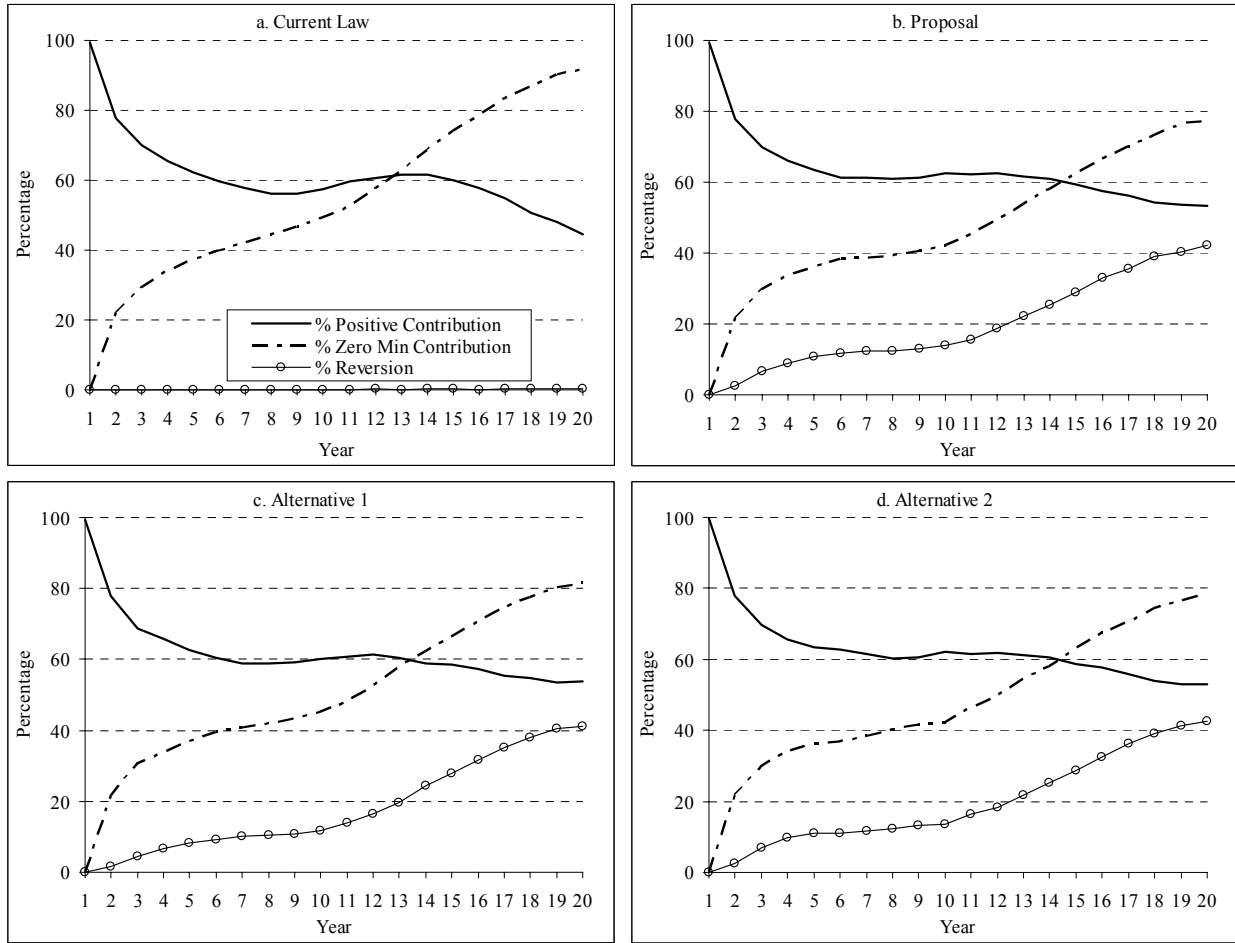 a. Current Law
100
80
60
40
20
0
Percentage
% Positive Contribution
% Zero Min Contribution
% Reversion
1 2 3 4 5 6 7 8 9 10 11 12 13 14 15 16 17 18 19 20
Year
b. Proposal
100
80
60
40
20
0
Percentage
1 2 3 4 5 6 7 8 9 10 11 12 13 14 15 16 17 18 19 20
Year
c. Alternative 1
100
80
60
40
20
0
Percentage
1 2 3 4 5 6 7 8 9 10 11 12 13 14 15 16 17 18 19 20
Year
d. Alternative 2
100
80
60
40
20
0
Percentage
1 2 3 4 5 6 7 8 9 10 11 12 13 14 15 16 17 18 19 20
Year